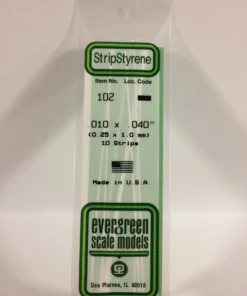 StripStyrene
Item No. Loc. Code
102
.010 x .040"
(0.25 x 1.0 mm)
10 Strips
Made in U.S.A.
evergreen
scale models
Des Plaines, IL 60018